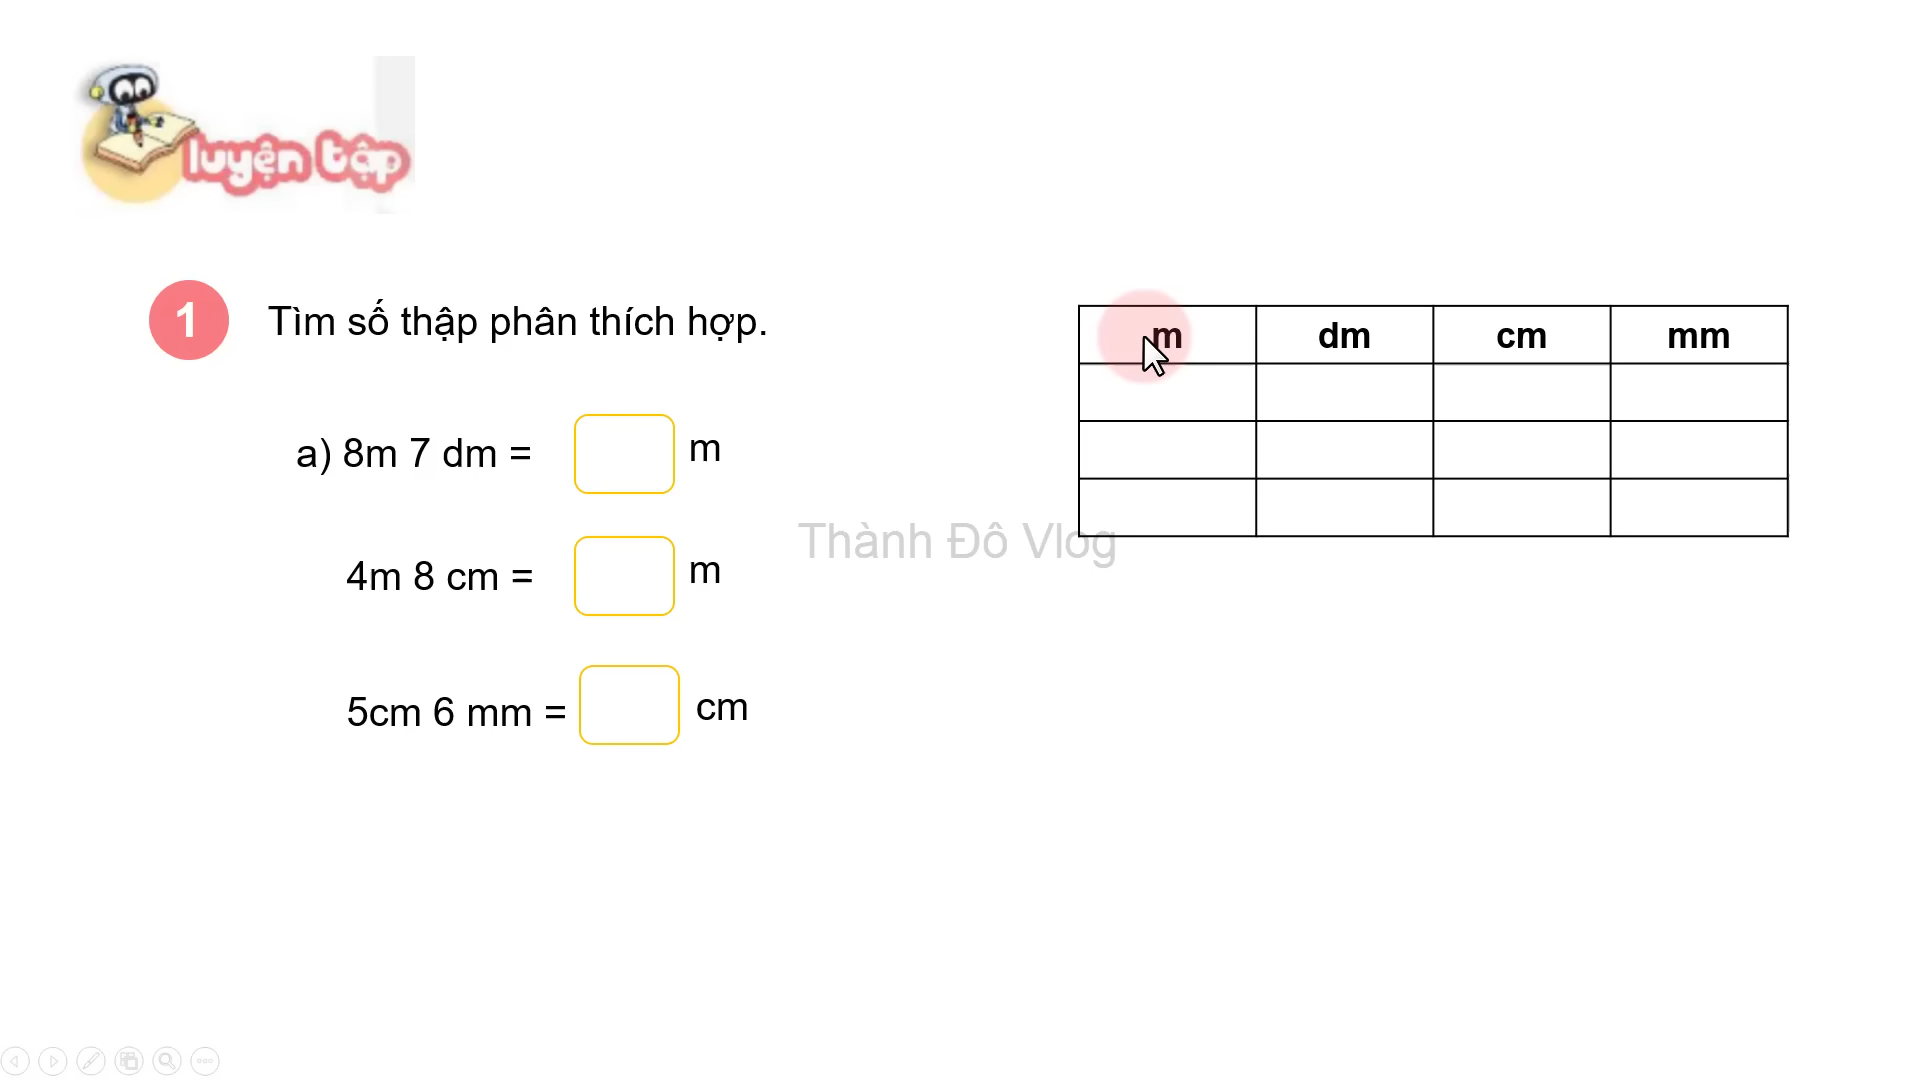 luyện tập
1 Tìm số thập phân thích hợp.
m dm cm mm
a) 8m 7 dm = m
4m 8 cm = m
Thành Đô Vlog
5cm 6 mm = cm